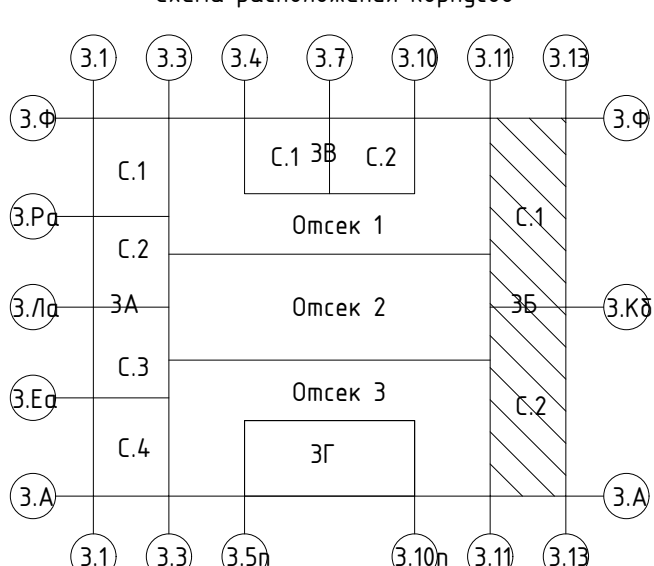 Схема расположения корпусов
3.1 3.3 3.4 3.7 3.10 3.11 3.13
3.Ф 3.Ф
С.1 С.1 3В С.2
3.Ра Отсек 1 С.1
С.2
3.Ла 3А Отсек 2 3Б 3.Кб
С.3
3.Еа Отсек 3 С.2
С.4 3Г
3.А 3.А
3.1 3.3 3.5п 3.10п 3.11 3.13